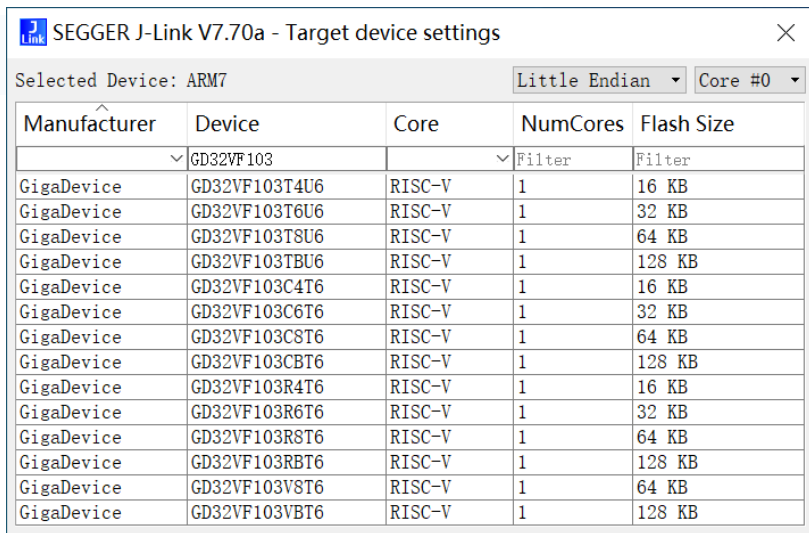 J Link SEGGER J-Link V7.70a - Target device settings
Selected Device: ARM7 Little Endian Core #0
Manufacturer Device Core NumCores Flash Size
GD32VF103 Filter Filter
GigaDevice GD32VF103T4U6 RISC-V 1 16 KB
GigaDevice GD32VF103T6U6 RISC-V 1 32 KB
GigaDevice GD32VF103T8U6 RISC-V 1 64 KB
GigaDevice GD32VF103TBU6 RISC-V 1 128 KB
GigaDevice GD32VF103C4T6 RISC-V 1 16 KB
GigaDevice GD32VF103C6T6 RISC-V 1 32 KB
GigaDevice GD32VF103C8T6 RISC-V 1 64 KB
GigaDevice GD32VF103CBT6 RISC-V 1 128 KB
GigaDevice GD32VF103R4T6 RISC-V 1 16 KB
GigaDevice GD32VF103R6T6 RISC-V 1 32 KB
GigaDevice GD32VF103R8T6 RISC-V 1 64 KB
GigaDevice GD32VF103RBT6 RISC-V 1 128 KB
GigaDevice GD32VF103V8T6 RISC-V 1 64 KB
GigaDevice GD32VF103VBT6 RISC-V 1 128 KB